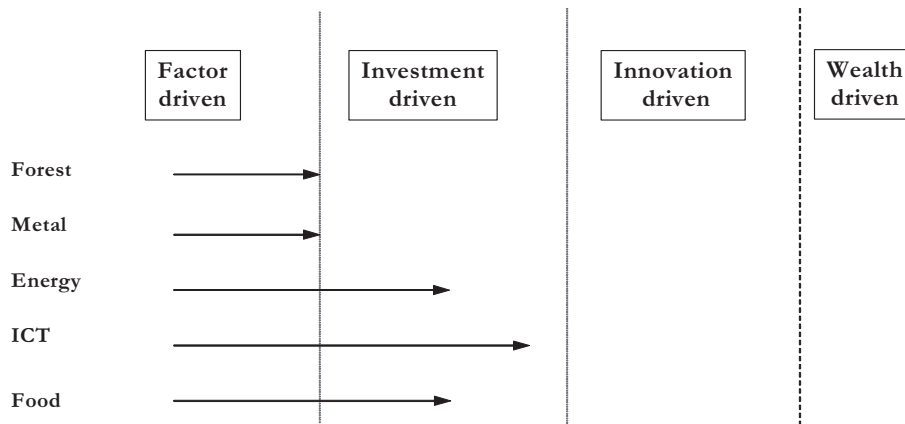 Factor
driven
Investment
driven
Innovation
driven
Wealth
driven
Forest
Metal
Energy
ICT
Food